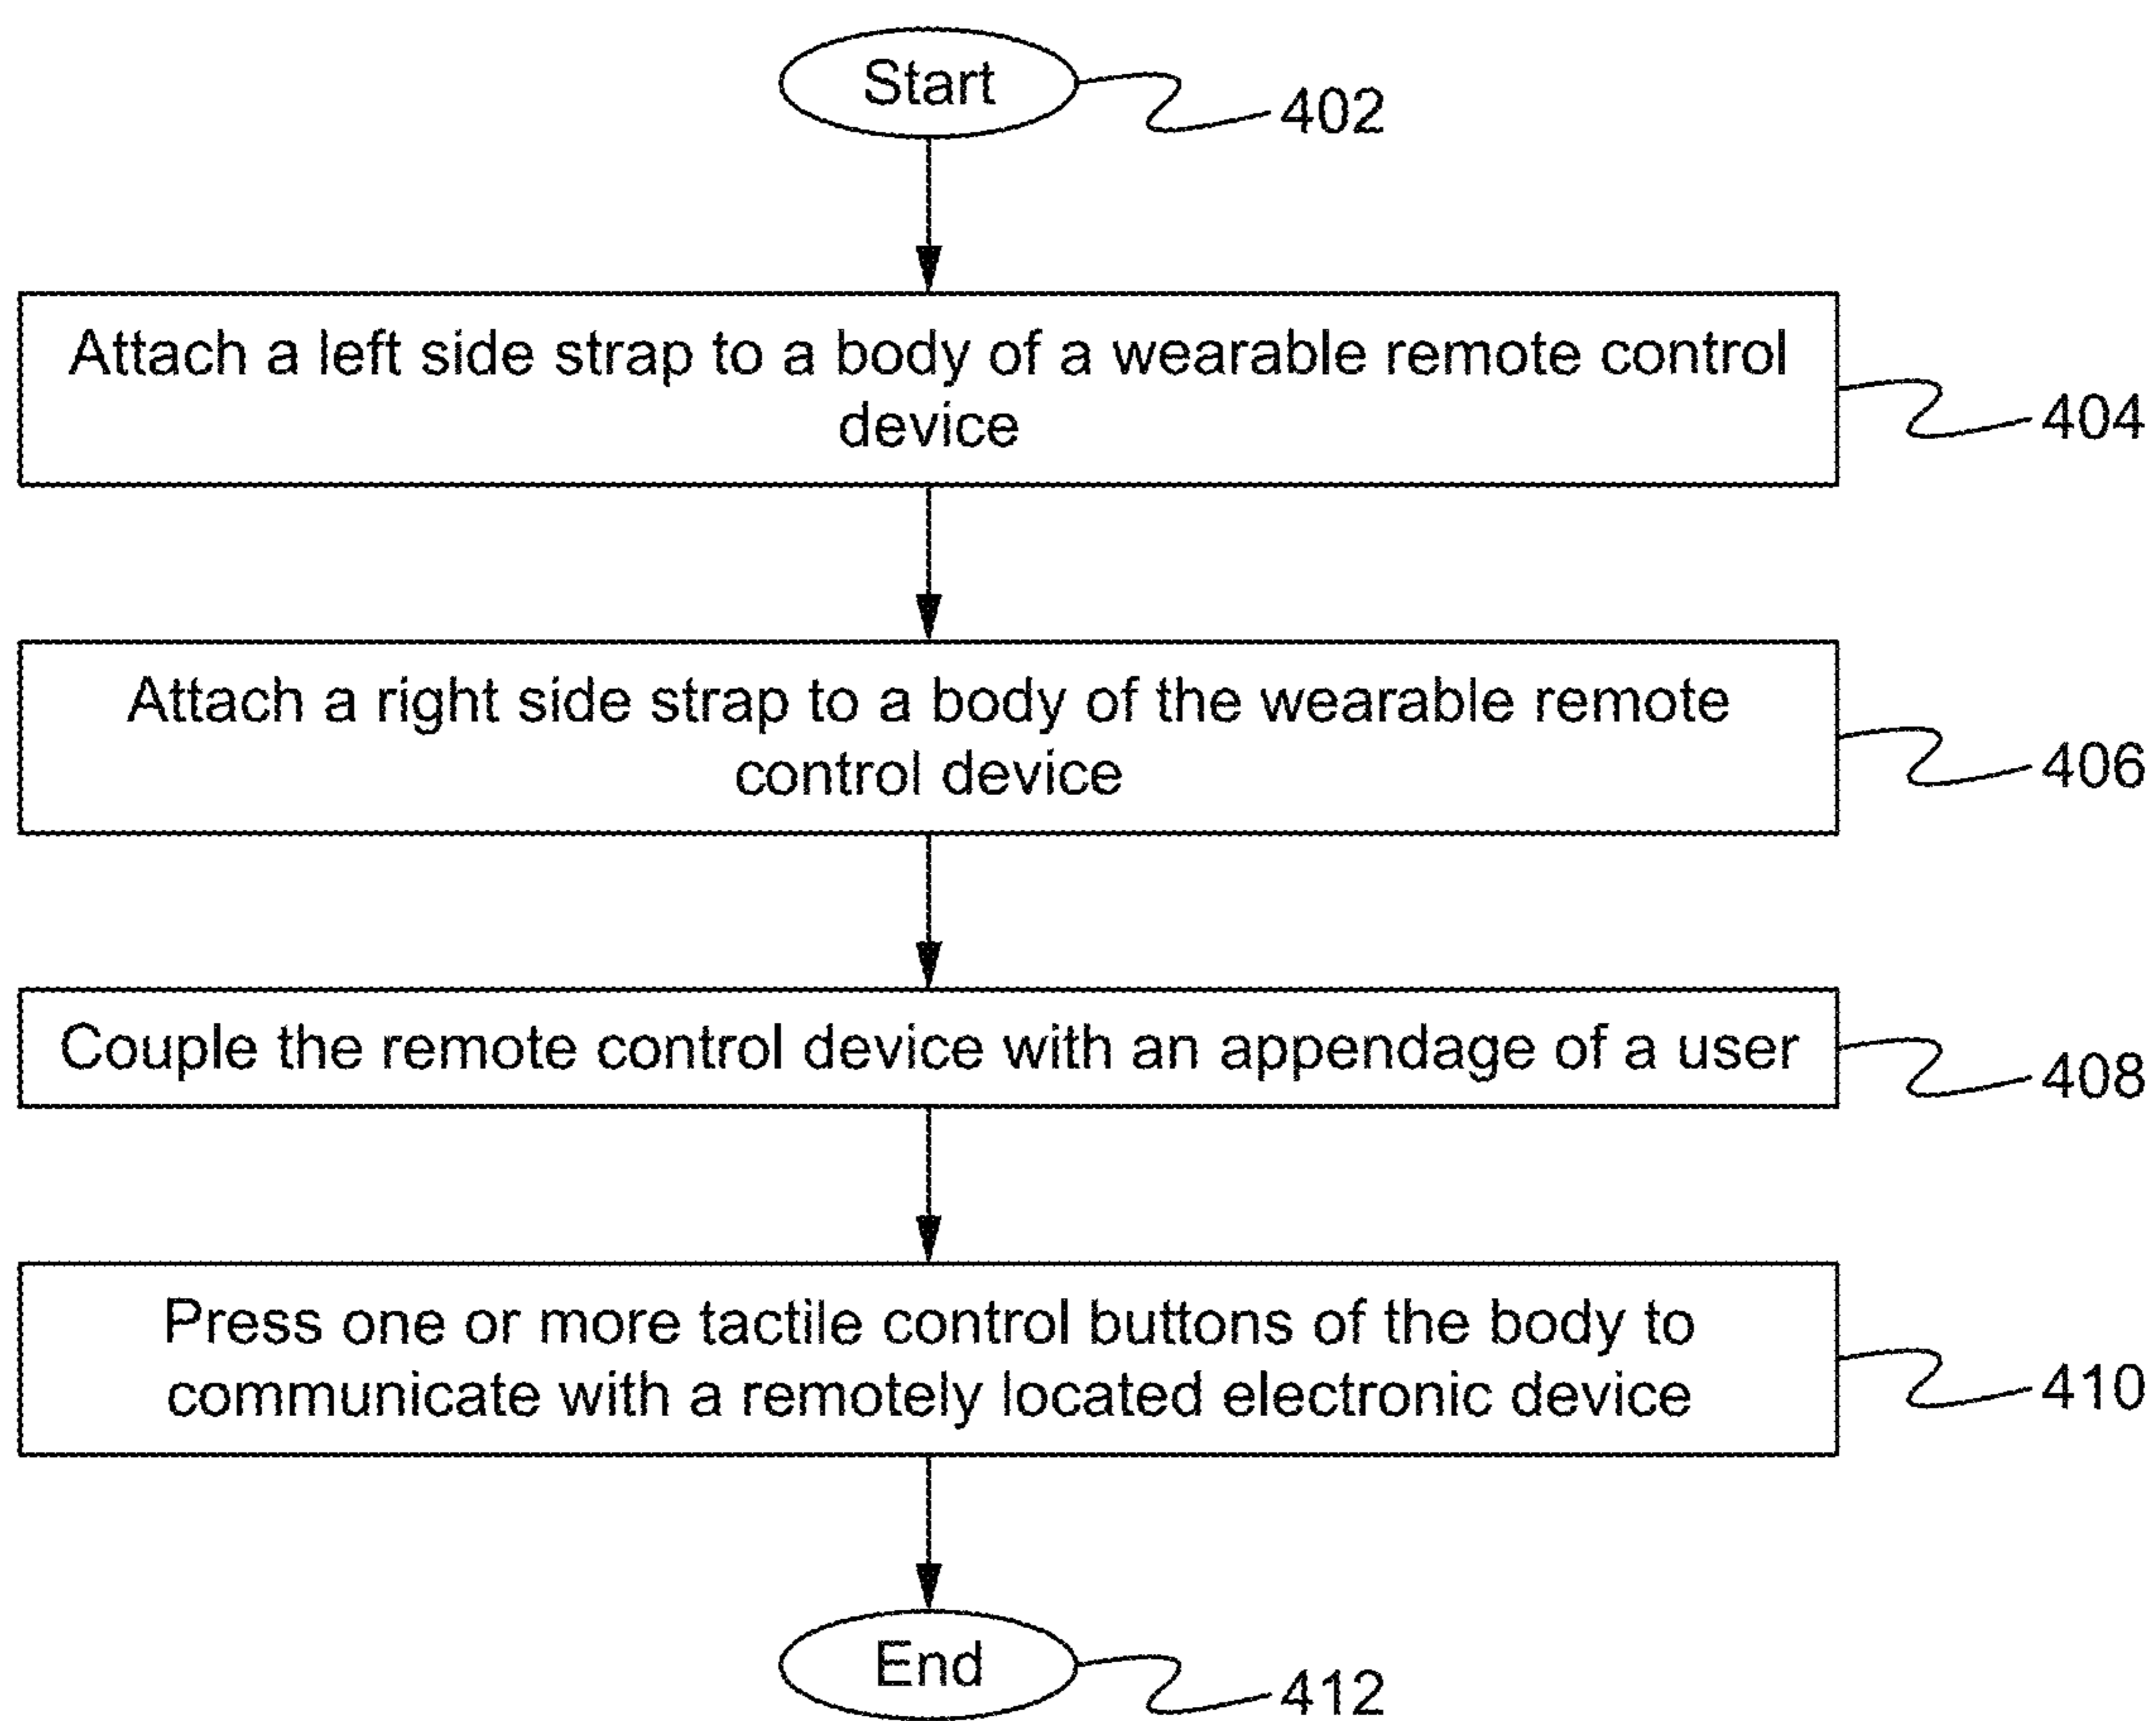 Start
402
Attach a left side strap to a body of a wearable remote control
device
404
Attach a right side strap to a body of the wearable remote
control device
406
Couple the remote control device with an appendage of a user
408
Press one or more tactile control buttons of the body to
communicate with a remotely located electronic device
410
End
412